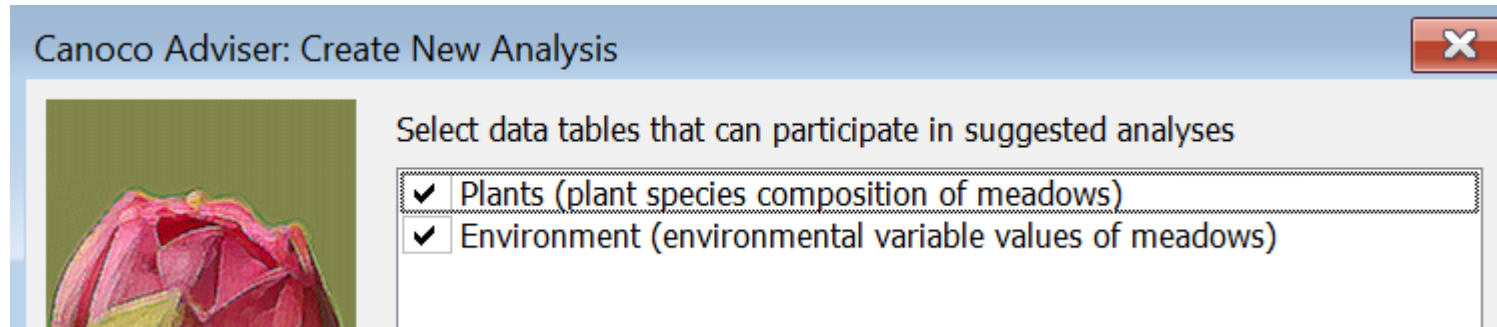 Canoco Adviser: Create New Analysis
Select data tables that can participate in suggested analyses
Plants (plant species composition of meadows)
Environment (environmental variable values of meadows)